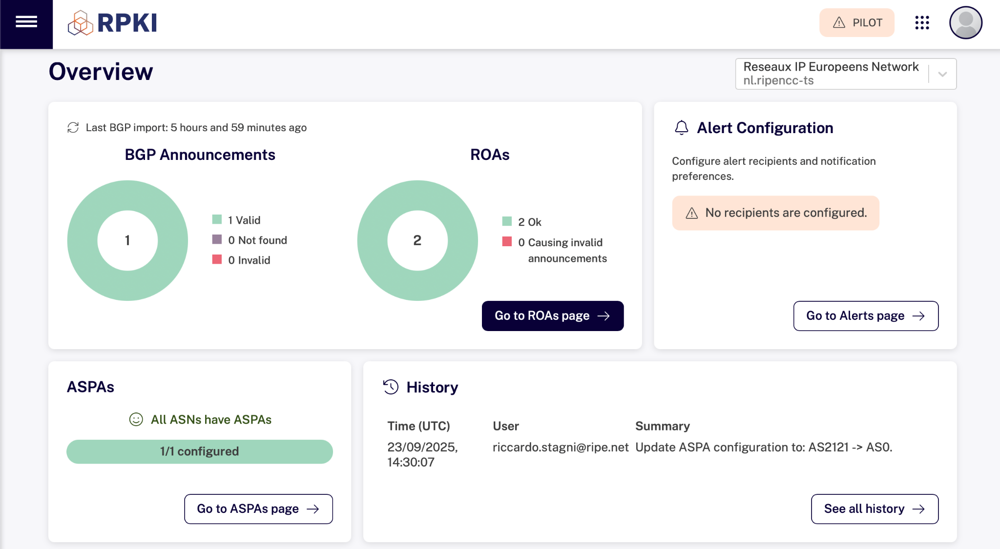 RPKI
PILOT
Overview
Reseaux IP Europeens Network
nl.ripencc-ts
Last BGP import: 5 hours and 59 minutes ago
BGP Announcements
1
1 Valid
0 Not found
0 Invalid
ROAs
2
2 Ok
0 Causing invalid
announcements
Go to ROAs page
Alert Configuration
Configure alert recipients and notification
preferences.
No recipients are configured.
Go to Alerts page
ASPAs
All ASNs have ASPAs
1/1 configured
Go to ASPAs page
History
Time (UTC) User Summary
23/09/2025, riccardo.stagni@ripe.net Update ASPA configuration to: AS2121 -> AS0.
14:30:07
See all history